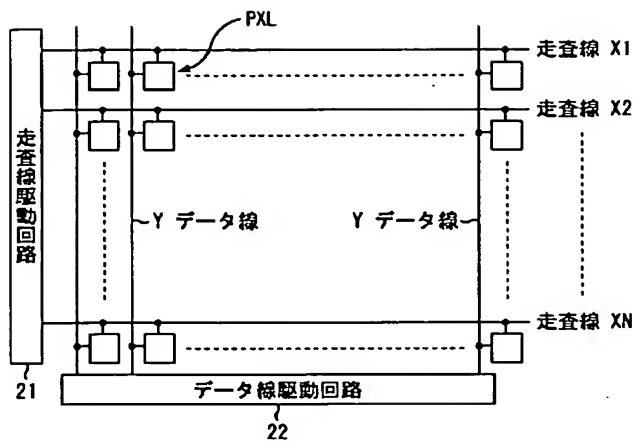 PXL
走査線 X1
走査線 X2
走査線駆動回路
Y データ線
Y データ線
走査線 XN
21
データ線駆動回路
22